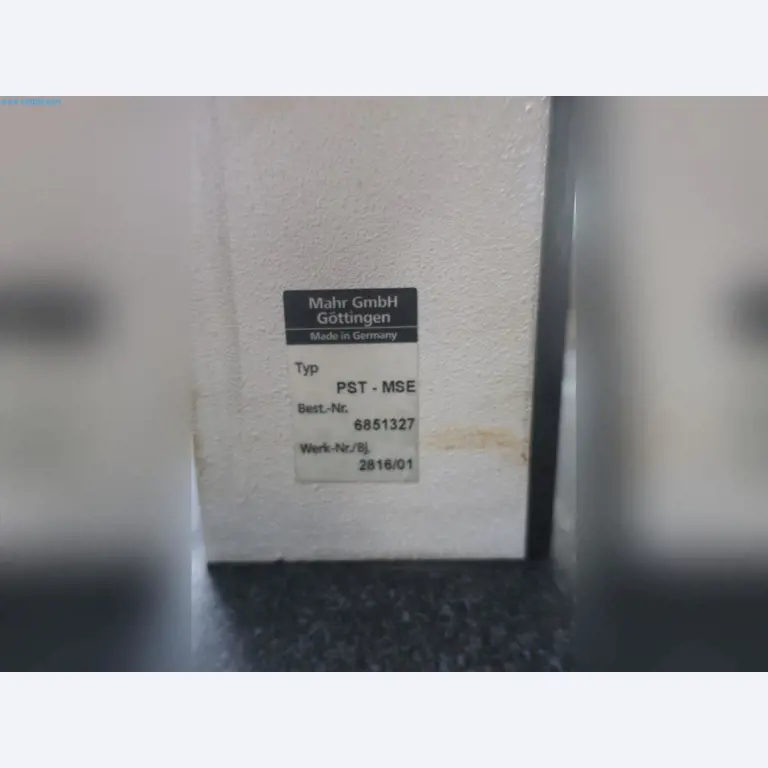 Mahr GmbH
Göttingen
Made in Germany
Typ
PST - MSE
Best.-Nr.
6851327
Werk-Nr./Bj.
2816/01